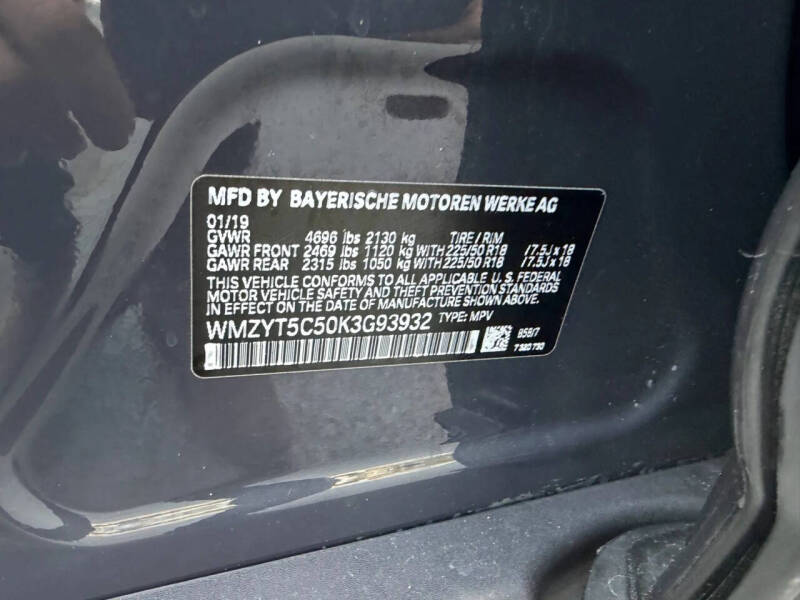 MFD BY BAYERISCHE MOTOREN WERKE AG
01/19
GVWR 4696 lbs 2130 kg TIRE / RIM
GAWR FRONT 2469 lbs 1120 kg WITH 225/50 R18 /7.5J x 18
GAWR REAR 2315 lbs 1050 kg WITH 225/50 R18 /7.5J x 18
THIS VEHICLE CONFORMS TO ALL APPLICABLE U.S. FEDERAL
MOTOR VEHICLE SAFETY AND THEFT PREVENTION STANDARDS
IN EFFECT ON THE DATE OF MANUFACTURE SHOWN ABOVE.
WMZYT5C50K3G93932 TYPE: MPV